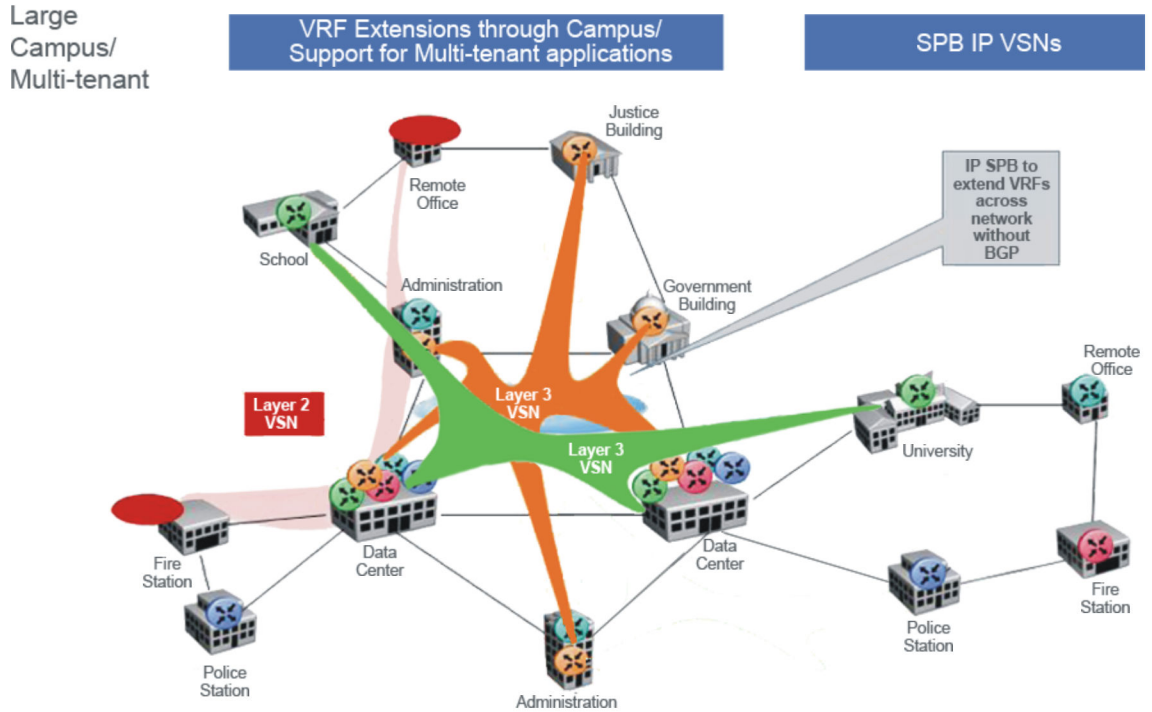 Large
Campus/
Multi-tenant
VRF Extensions through Campus/
Support for Multi-tenant applications
SPB IP VSNs
Justice
Building
Remote
Office
IP SPB to
extend VRFs
across
network
without
BGP
School
Administration
Government
Building
Remote
Office
Layer 2
VSN
Layer 3
VSN
Layer 3
VSN
University
Fire
Station
Data
Center
Data
Center
Fire
Station
Police
Station
Police
Station
Administration